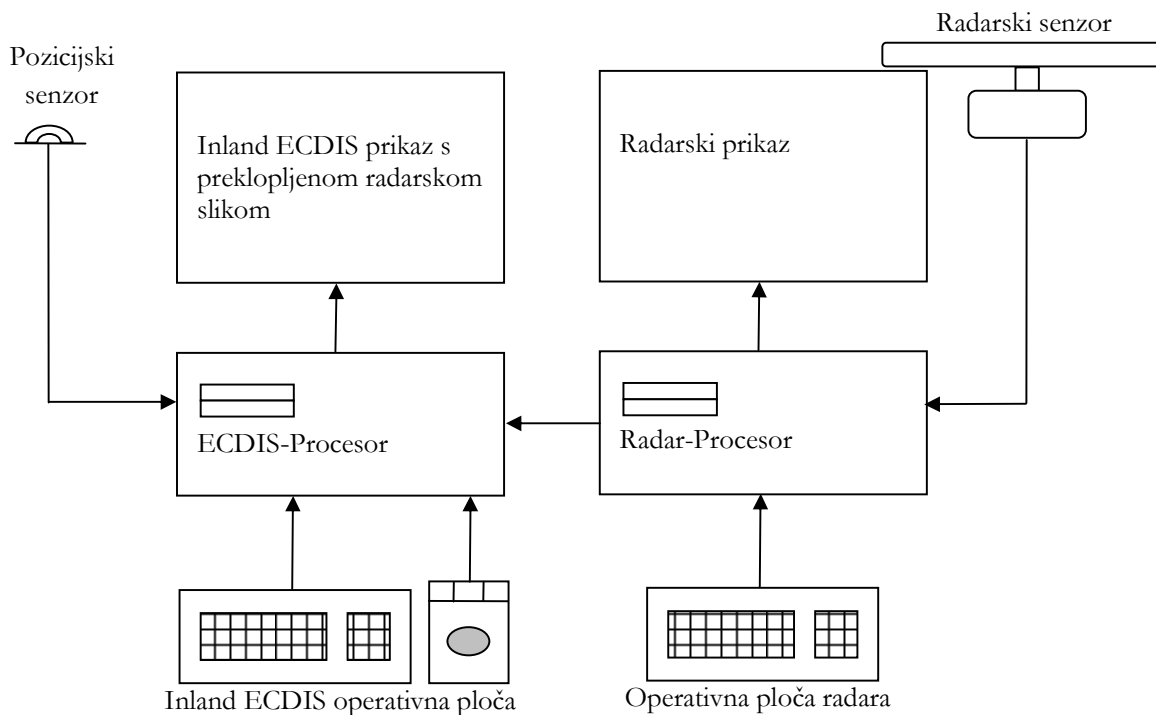 Radarski senzor
Pozicijski
senzor
Inland ECDIS prikaz s
preklopljenom radarskom
slikom
Radarski prikaz
ECDIS-Procesor
Radar-Procesor
Inland ECDIS operativna ploča
Operativna ploča radara